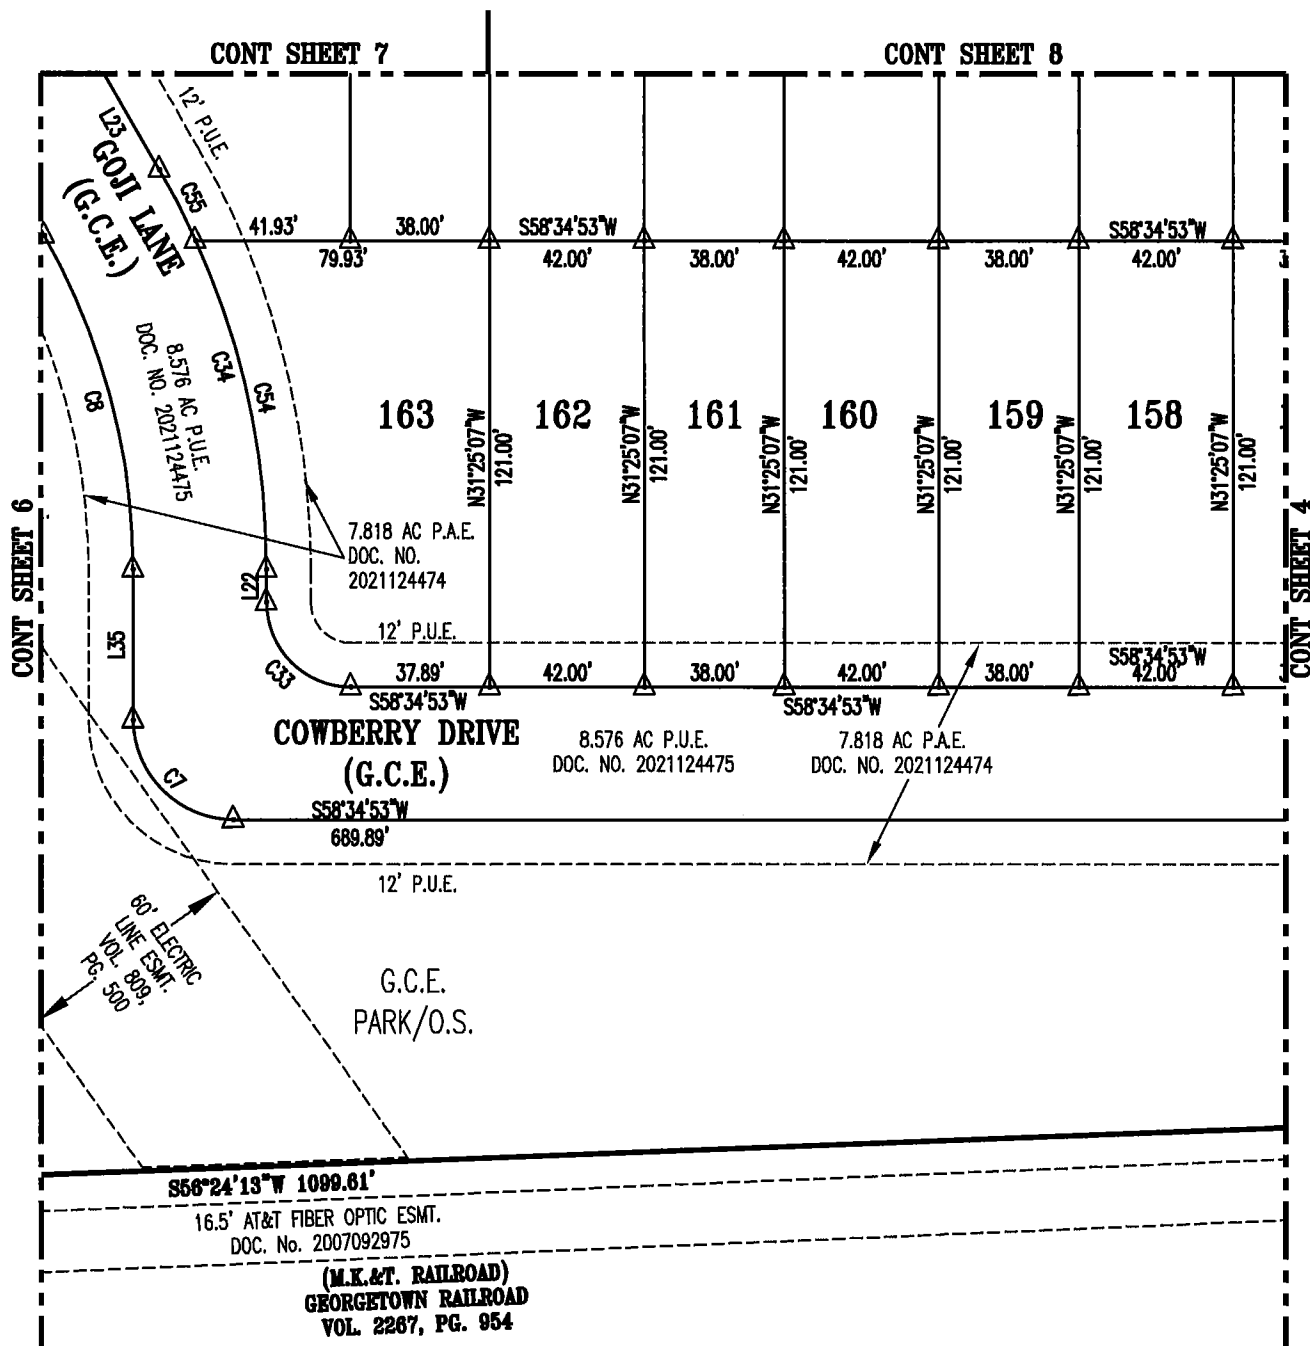 CONT SHEET 7
CONT SHEET 8
L23
12' P.U.E.
GOJI LANE
(G.C.E.)
C55
41.93'
38.00'
S58°34'53"W
S58°34'53"W
79.93'
42.00'
38.00'
42.00'
38.00'
42.00'
C8
8.576 AC P.U.E.
DOC. NO. 2021124475
C34
C54
163
162
161
160
159
158
N31°25'07"W
121.00'
N31°25'07"W
121.00'
N31°25'07"W
121.00'
N31°25'07"W
121.00'
N31°25'07"W
121.00'
N31°25'07"W
121.00'
CONT SHEET 6
CONT SHEET 4
7.818 AC P.A.E.
DOC. NO.
2021124474
L22
L35
12' P.U.E.
C33
37.89'
42.00'
38.00'
42.00'
38.00'
S58°34'53"W
42.00'
S58°34'53"W
S58°34'53"W
COWBERRY DRIVE
(G.C.E.)
8.576 AC P.U.E.
DOC. NO. 2021124475
7.818 AC P.A.E.
DOC. NO. 2021124474
C7
S58°34'53"W
689.89'
12' P.U.E.
60' ELECTRIC
LINE ESMT.
VOL. 809,
PG. 500
G.C.E.
PARK/O.S.
S56°24'13"W 1099.61'
16.5' AT&T FIBER OPTIC ESMT.
DOC. No. 2007092975
(M.K.&T. RAILROAD)
GEORGETOWN RAILROAD
VOL. 2267, PG. 954